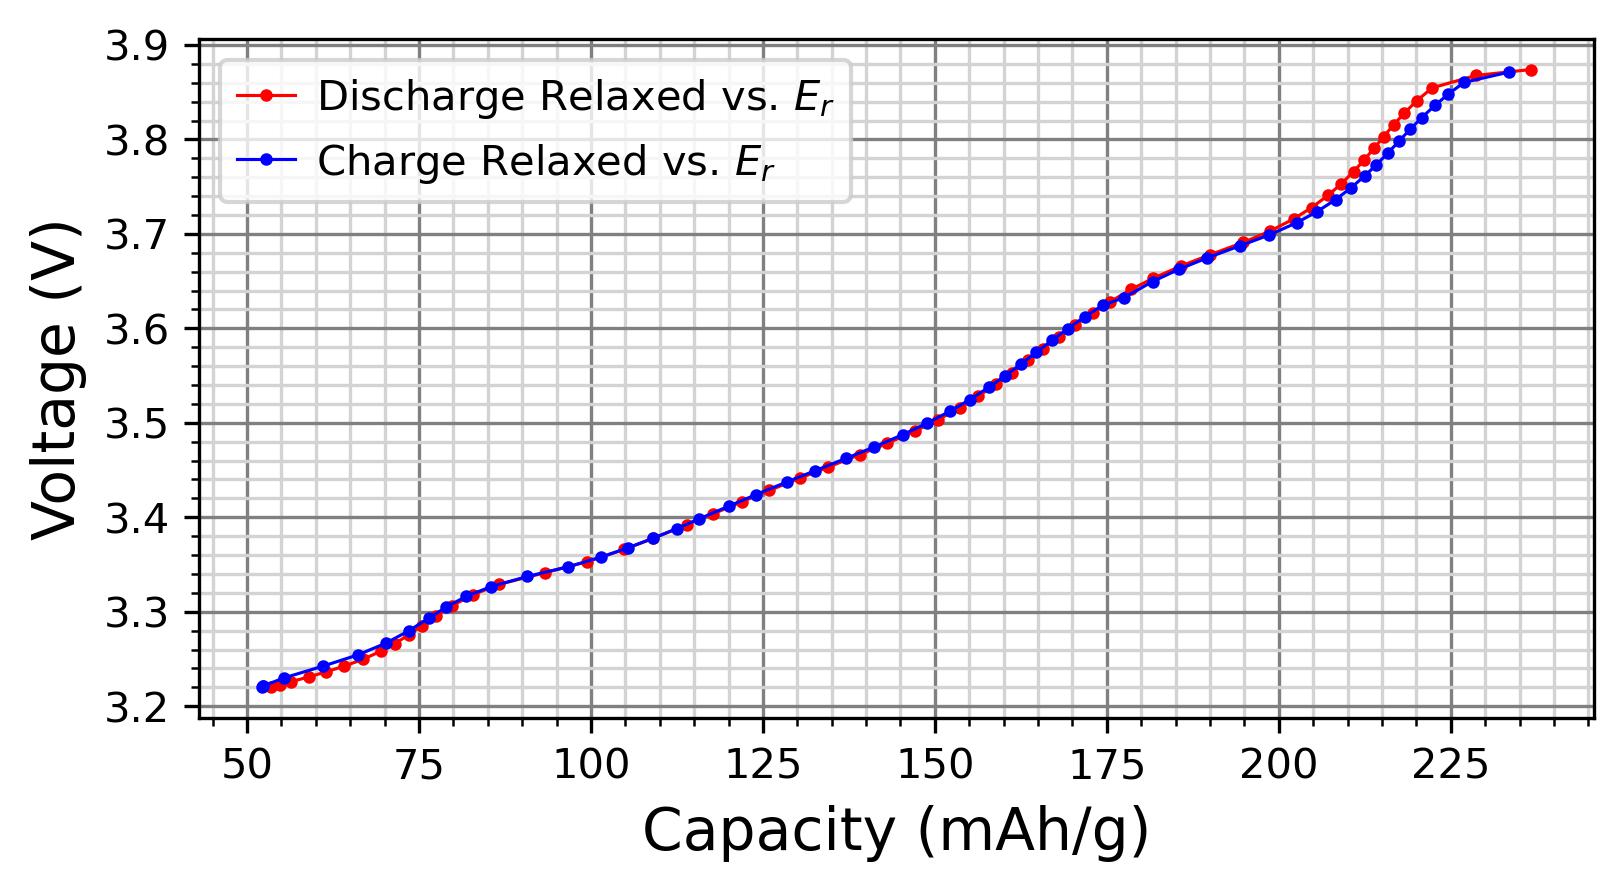 3.9
3.8
3.7
3.6
3.5
3.4
3.3
3.2
Voltage (V)
Discharge Relaxed vs. E_r
Charge Relaxed vs. E_r
50 75 100 125 150 175 200 225
Capacity (mAh/g)